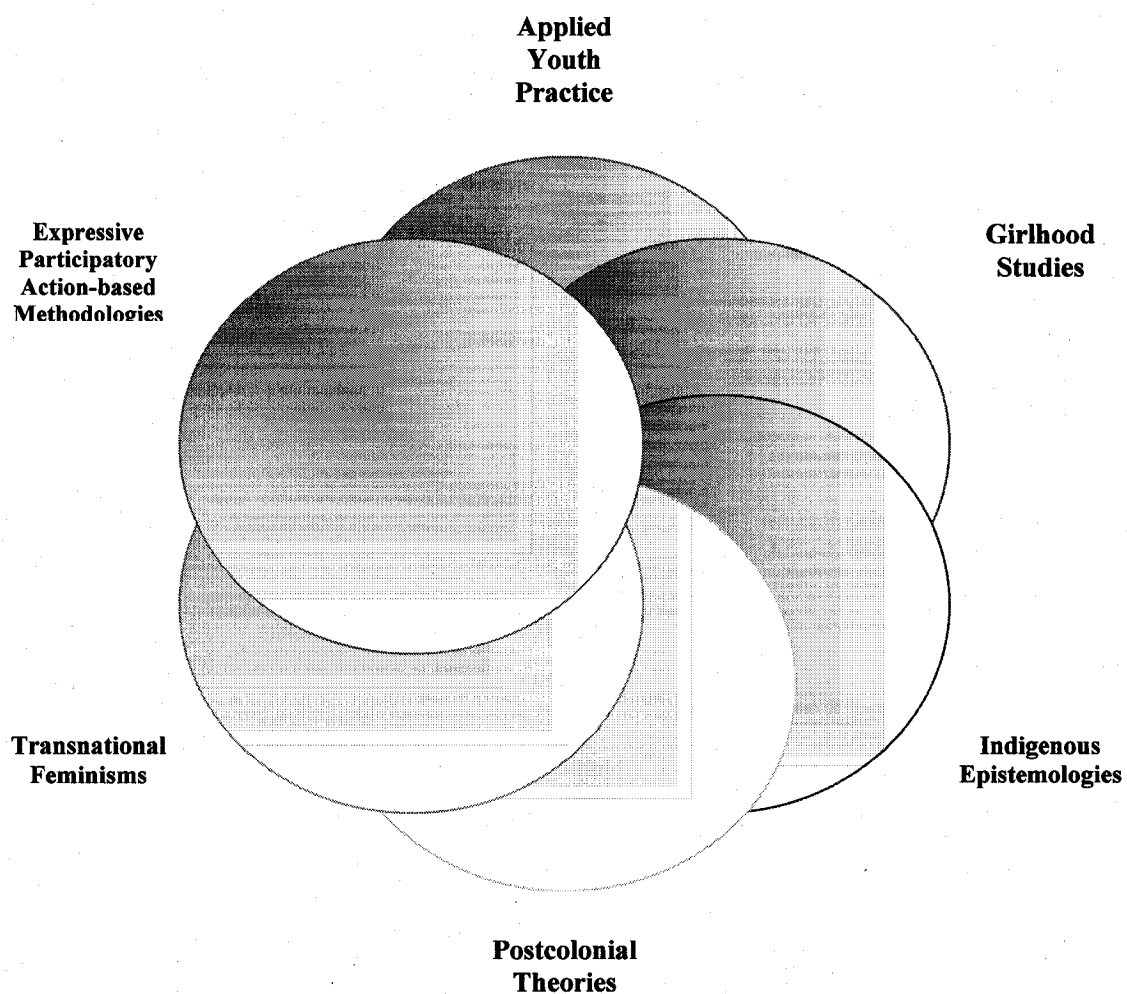 Applied
Youth
Practice
Expressive
Participatory
Action-based
Methodologies
Girlhood
Studies
Transnational
Feminisms
Indigenous
Epistemologies
Postcolonial
Theories